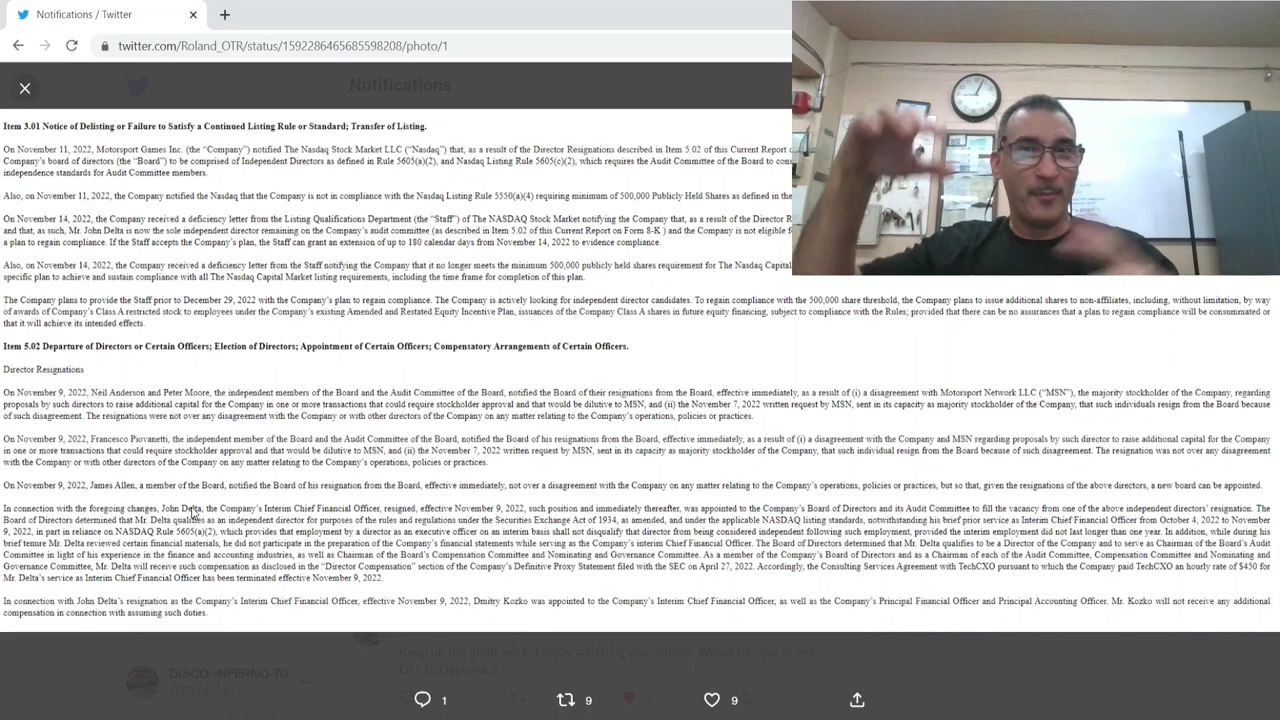 Notifications / Twitter
twitter.com/Roland_OTR/status/1592286465685598208/photo/1
Notifications
Item 3.01 Notice of Delisting or Failure to Satisfy a Continued Listing Rule or Standard; Transfer of Listing.
On November 11, 2022, Motorsport Games Inc. (the “Company”) notified The Nasdaq Stock Market LLC (“Nasdaq”) that, as a result of the Director Resignations described in Item 5.02 of this Current Report
Company’s board of directors (the “Board”) to be comprised of Independent Directors as defined in Rule 5605(a)(2), and Nasdaq Listing Rule 5605(c)(2), which requires the Audit Committee of the Board to con
independence standards for Audit Committee members.
Also, on November 11, 2022, the Company notified the Nasdaq that the Company is not in compliance with the Nasdaq Listing Rule 5550(a)(4) requiring minimum of 500,000 Publicly Held Shares as defined in the
On November 14, 2022, the Company received a deficiency letter from the Listing Qualifications Department (the “Staff”) of The NASDAQ Stock Market notifying the Company that, as a result of the Director R
and that, as such, Mr. John Delta is now the sole independent director remaining on the Company’s audit committee (as described in Item 5.02 of this Current Report on Form 8-K ) and the Company is not eligible f
a plan to regain compliance. If the Staff accepts the Company’s plan, the Staff can grant an extension of up to 180 calendar days from November 14, 2022 to evidence compliance.
Also, on November 14, 2022, the Company received a deficiency letter from the Staff notifying the Company that it no longer meets the minimum 500,000 publicly held shares requirement for The Nasdaq Capital
specific plan to achieve and sustain compliance with all The Nasdaq Capital Market listing requirements, including the time frame for completion of this plan.
The Company plans to provide the Staff prior to December 29, 2022 with the Company’s plan to regain compliance. The Company is actively looking for independent director candidates. To regain compliance with the 500,000 share threshold, the Company plans to issue additional shares to non-affiliates, including, without limitation, by way
of awards of Company’s Class A restricted stock to employees under the Company’s existing Amended and Restated Equity Incentive Plan, issuances of the Company Class A shares in future equity financing, subject to compliance with the Rules; provided that there can be no assurances that a plan to regain compliance will be consummated or
that it will achieve its intended effects.
Item 5.02 Departure of Directors or Certain Officers; Election of Directors; Appointment of Certain Officers; Compensatory Arrangements of Certain Officers.
Director Resignations
On November 9, 2022, Neil Anderson and Peter Moore, the independent members of the Board and the Audit Committee of the Board, notified the Board of their resignations from the Board, effective immediately, as a result of (i) a disagreement with Motorsport Network LLC (“MSN”), the majority stockholder of the Company, regarding
proposals by such directors to raise additional capital for the Company in one or more transactions that could require stockholder approval and that would be dilutive to MSN, and (ii) the November 7, 2022 written request by MSN, sent in its capacity as majority stockholder of the Company, that such individuals resign from the Board because
of such disagreement. The resignations were not over any disagreement with the Company or with other directors of the Company on any matter relating to the Company’s operations, policies or practices.
On November 9, 2022, Francesco Piovanetti, the independent member of the Board and the Audit Committee of the Board, notified the Board of his resignations from the Board, effective immediately, as a result of (i) a disagreement with the Company and MSN regarding proposals by such director to raise additional capital for the Company
in one or more transactions that could require stockholder approval and that would be dilutive to MSN, and (ii) the November 7, 2022 written request by MSN, sent in its capacity as majority stockholder of the Company, that such individual resign from the Board because of such disagreement. The resignation was not over any disagreement
with the Company or with other directors of the Company on any matter relating to the Company’s operations, policies or practices.
On November 9, 2022, James Allen, a member of the Board, notified the Board of his resignation from the Board, effective immediately, not over a disagreement with the Company on any matter relating to the Company’s operations, policies or practices, but so that, given the resignations of the above directors, a new board can be appointed.
In connection with the foregoing changes, John Delta, the Company’s Interim Chief Financial Officer, resigned, effective November 9, 2022, such position and immediately thereafter, was appointed to the Company’s Board of Directors and its Audit Committee to fill the vacancy from one of the above independent directors’ resignation. The
Board of Directors determined that Mr. Delta qualifies as an independent director for purposes of the rules and regulations under the Securities Exchange Act of 1934, as amended, and under the applicable NASDAQ listing standards, notwithstanding his brief prior service as Interim Chief Financial Officer from October 4, 2022 to November
9, 2022, in part in reliance on NASDAQ Rule 5605(a)(2), which provides that employment by a director as an executive officer on an interim basis shall not disqualify that director from being considered independent following such employment, provided the interim employment did not last longer than one year. In addition, while during his
brief tenure Mr. Delta reviewed certain financial materials, he did not participate in the preparation of the Company’s financial statements while serving as the Company’s interim Chief Financial Officer. The Board of Directors determined that Mr. Delta qualifies to be a Director of the Company and to serve as Chairman of the Board’s Audit
Committee in light of his experience in the finance and accounting industries, as well as Chairman of the Board’s Compensation Committee and Nominating and Governance Committee. As a member of the Company’s Board of Directors and as a Chairman of each of the Audit Committee, Compensation Committee and Nominating and
Governance Committee, Mr. Delta will receive such compensation as disclosed in the “Director Compensation” section of the Company’s Definitive Proxy Statement filed with the SEC on April 27, 2022. Accordingly, the Consulting Services Agreement with TechCXO pursuant to which the Company paid TechCXO an hourly rate of $450 for
Mr. Delta’s service as Interim Chief Financial Officer has been terminated effective November 9, 2022.
In connection with John Delta’s resignation as the Company’s Interim Chief Financial Officer, effective November 9, 2022, Dmitry Kozko was appointed to the Company’s Interim Chief Financial Officer, as well as the Company’s Principal Financial Officer and Principal Accounting Officer. Mr. Kozko will not receive any additional
compensation in connection with assuming such duties.
Keep up the great work. I enjoy watching your videos. Would be cool to see
Dirt To Daytona 2
DISCO-INFERNO-70
1
9
9